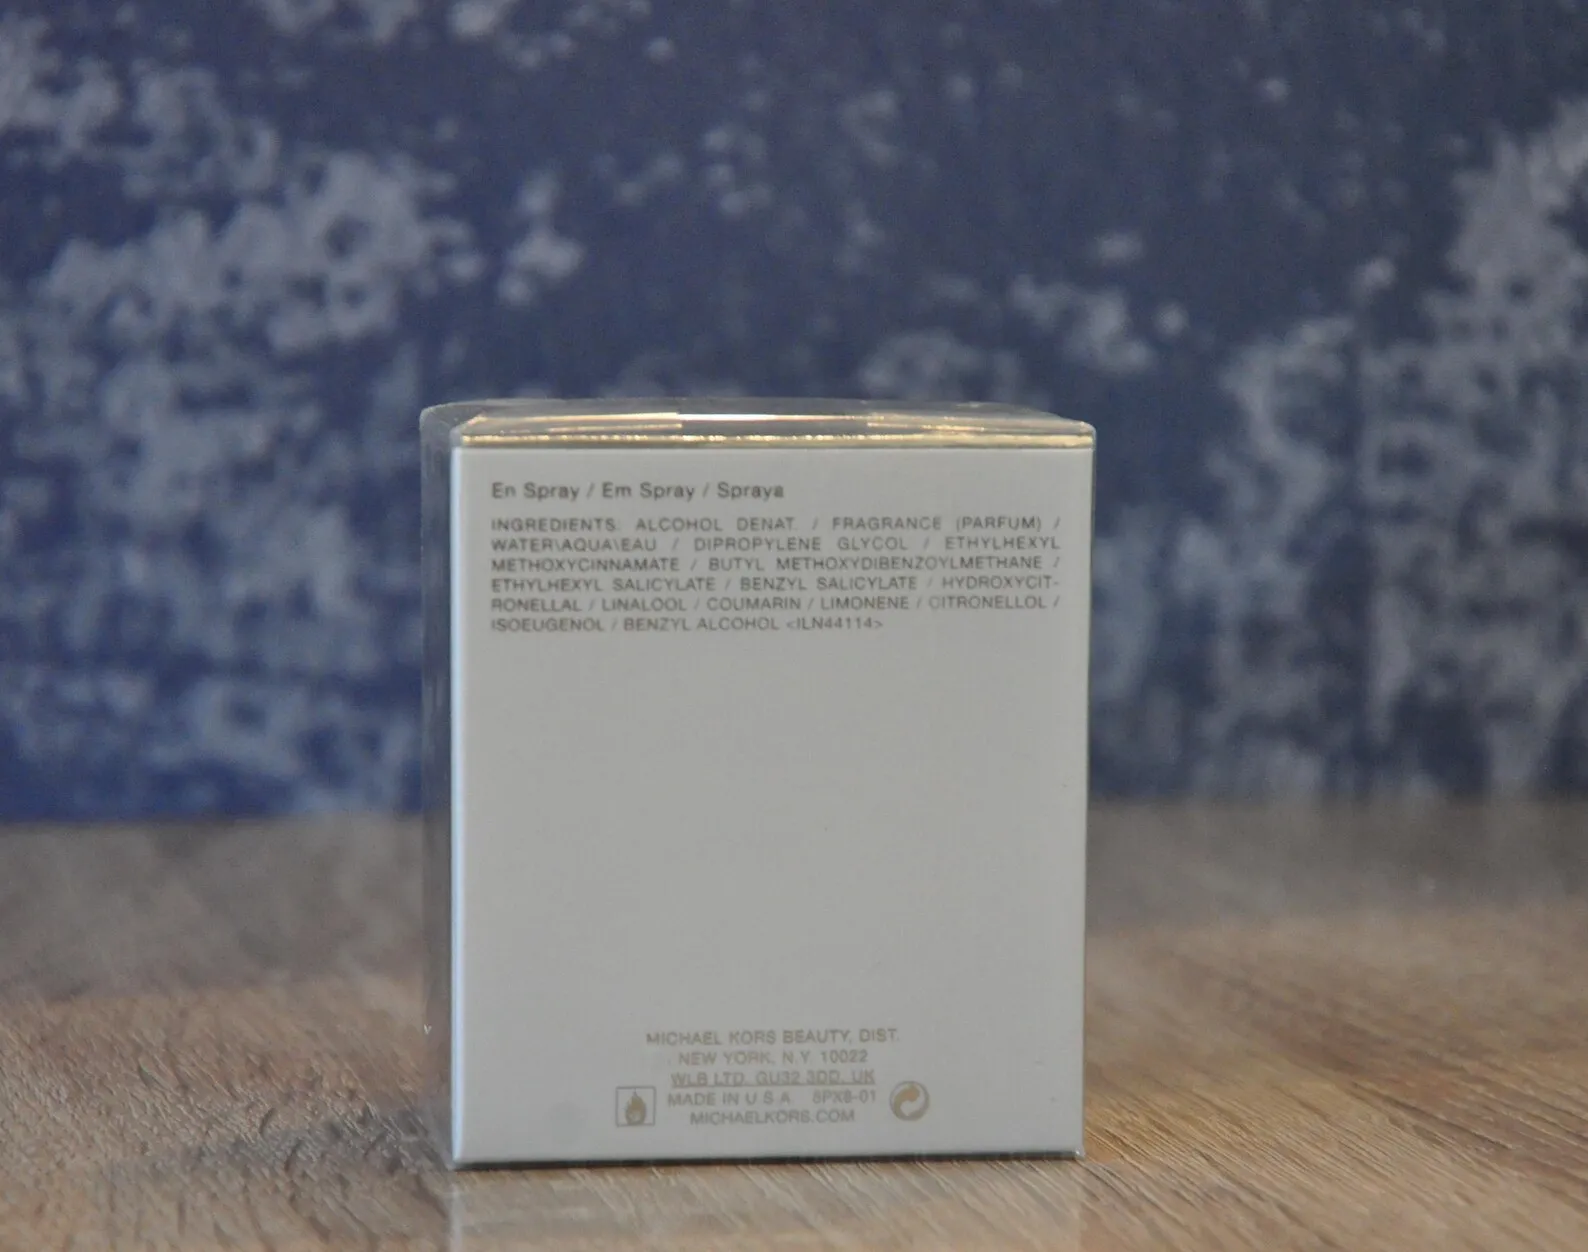 En Spray / Em Spray / Spraya
INGREDIENTS: ALCOHOL DENAT. / FRAGRANCE (PARFUM) /
WATER\AQUA\EAU / DIPROPYLENE GLYCOL / ETHYLHEXYL
METHOXYCINNAMATE / BUTYL METHOXYDIBENZOYLMETHANE /
ETHYLHEXYL SALICYLATE / BENZYL SALICYLATE / HYDROXYCIT-
RONELLAL / LINALOOL / COUMARIN / LIMONENE / CITRONELLOL /
ISOEUGENOL / BENZYL ALCOHOL <ILN44114>
MICHAEL KORS BEAUTY, DIST.
NEW YORK, N.Y. 10022
WLB LTD. GU32 3DD, UK
MADE IN U.S.A.
MICHAELKORS.COM